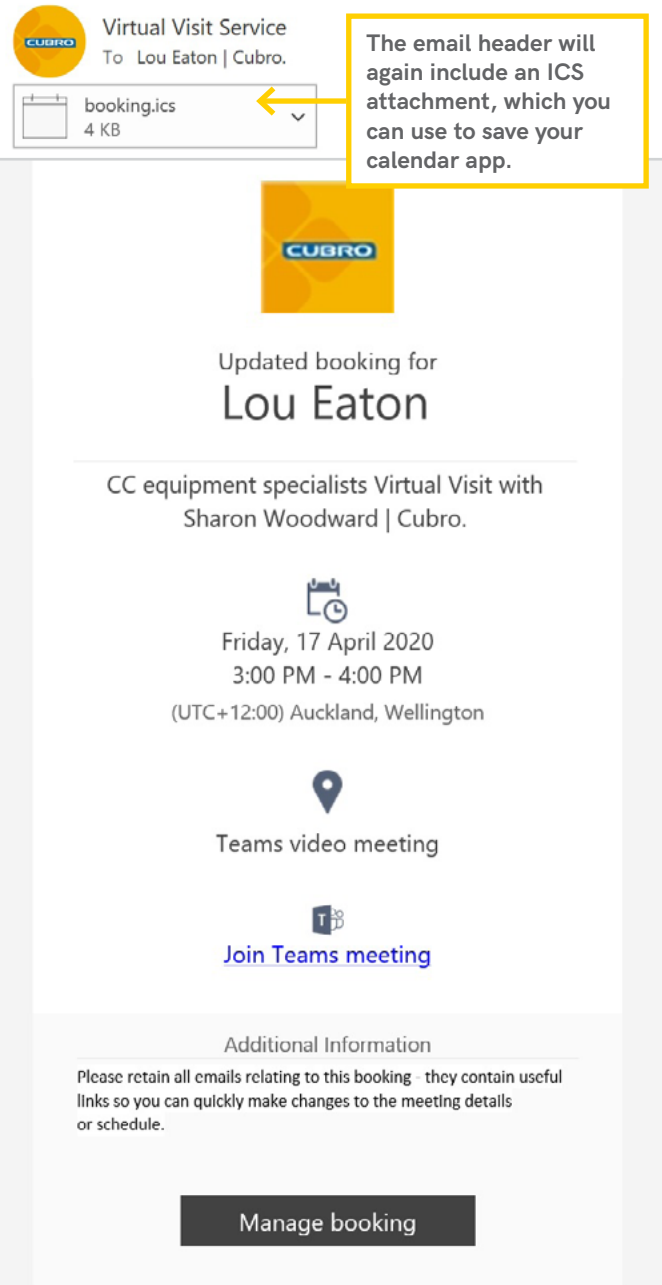 CUBRO
Virtual Visit Service
To Lou Eaton | Cubro.
booking.ics
4 KB
The email header will
again include an ICS
attachment, which you
can use to save your
calendar app.
CUBRO
Updated booking for
Lou Eaton
CC equipment specialists Virtual Visit with
Sharon Woodward | Cubro.
Friday, 17 April 2020
3:00 PM - 4:00 PM
(UTC+12:00) Auckland, Wellington
Teams video meeting
T
Join Teams meeting
Additional Information
Please retain all emails relating to this booking - they contain useful
links so you can quickly make changes to the meeting details
or schedule.
Manage booking